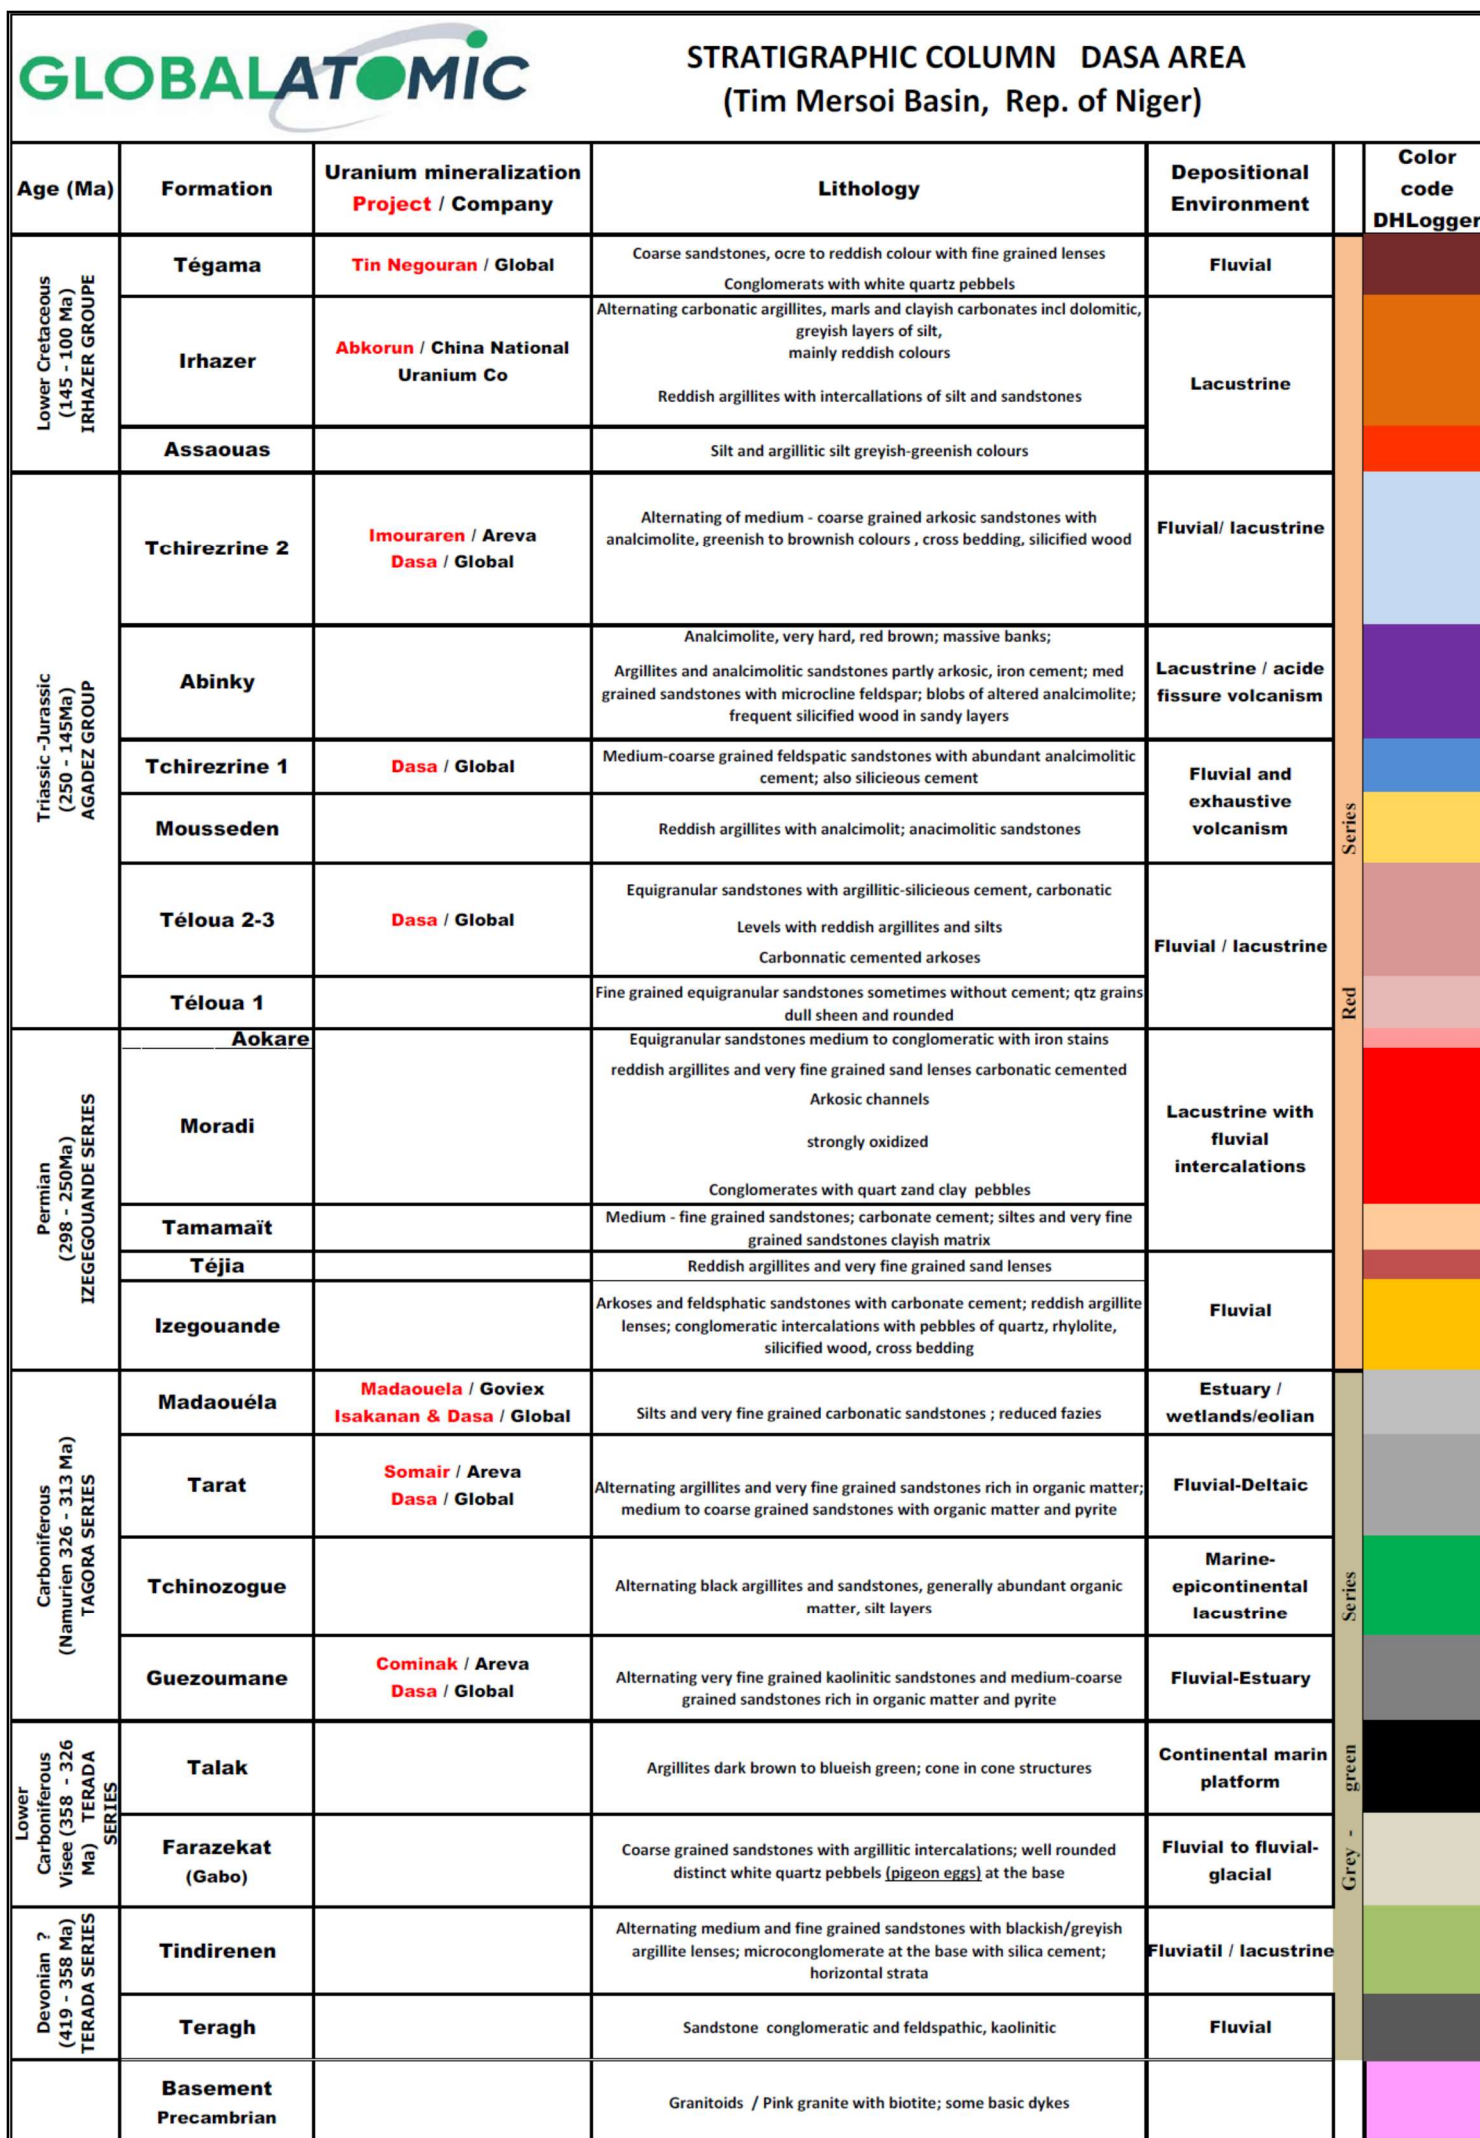 GLOBALATOMIC
STRATIGRAPHIC COLUMN DASA AREA
(Tim Mersoi Basin, Rep. of Niger)
Age (Ma)
Formation
Uranium mineralization
Project / Company
Lithology
Depositional
Environment
Color
code
DHLogger
Lower Cretaceous
(145 - 100 Ma)
IRHAZER GROUPE
Tégama
Tin Negouran / Global
Coarse sandstones, ocre to reddish colour with fine grained lenses
Conglomerats with white quartz pebbels
Fluvial
Irhazer
Abkorun / China National
Uranium Co
Alternating carbonatic argillites, marls and clayish carbonates incl dolomitic,
greyish layers of silt,
mainly reddish colours
Reddish argillites with intercallations of silt and sandstones
Lacustrine
Assaouas
Silt and argillitic silt greyish-greenish colours
Triassic -Jurassic
(250 - 145Ma)
AGADEZ GROUP
Tchirezrine 2
Imouraren / Areva
Dasa / Global
Alternating of medium - coarse grained arkosic sandstones with
analcimolite, greenish to brownish colours , cross bedding, silicified wood
Fluvial/ lacustrine
Abinky
Analcimolite, very hard, red brown; massive banks;
Argillites and analcimolitic sandstones partly arkosic, iron cement; med
grained sandstones with microcline feldspar; blobs of altered analcimolite;
frequent silicified wood in sandy layers
Lacustrine / acide
fissure volcanism
Tchirezrine 1
Dasa / Global
Medium-coarse grained feldspatic sandstones with abundant analcimolitic
cement; also silicieous cement
Fluvial and
exhaustive
volcanism
Mousseden
Reddish argillites with analcimolit; anacimolitic sandstones
Téloua 2-3
Dasa / Global
Equigranular sandstones with argillitic-silicieous cement, carbonatic
Levels with reddish argillites and silts
Carbonnatic cemented arkoses
Fluvial / lacustrine
Téloua 1
Fine grained equigranular sandstones sometimes without cement; qtz grains
dull sheen and rounded
Red Series
Permian
(298 - 250Ma)
IZEGEGOUANDE SERIES
Aokare
Equigranular sandstones medium to conglomeratic with iron stains
Moradi
reddish argillites and very fine grained sand lenses carbonatic cemented
Arkosic channels
strongly oxidized
Conglomerates with quart zand clay pebbles
Lacustrine with
fluvial
intercalations
Tamamaït
Medium - fine grained sandstones; carbonate cement; siltes and very fine
grained sandstones clayish matrix
Téjia
Reddish argillites and very fine grained sand lenses
Izegouande
Arkoses and feldsphatic sandstones with carbonate cement; reddish argillite
lenses; conglomeratic intercalations with pebbles of quartz, rhylolite,
silicified wood, cross bedding
Fluvial
Carboniferous
(Namurien 326 - 313 Ma)
TAGORA SERIES
Madaouéla
Madaouela / Goviex
Isakanan & Dasa / Global
Silts and very fine grained carbonatic sandstones ; reduced fazies
Estuary /
wetlands/eolian
Tarat
Somair / Areva
Dasa / Global
Alternating argillites and very fine grained sandstones rich in organic matter;
medium to coarse grained sandstones with organic matter and pyrite
Fluvial-Deltaic
Tchinozogue
Alternating black argillites and sandstones, generally abundant organic
matter, silt layers
Marine-
epicontinental
lacustrine
Guezoumane
Cominak / Areva
Dasa / Global
Alternating very fine grained kaolinitic sandstones and medium-coarse
grained sandstones rich in organic matter and pyrite
Fluvial-Estuary
Grey - green Series
Lower
Carboniferous
Visee (358 - 326
Ma) TERADA
SERIES
Talak
Argillites dark brown to blueish green; cone in cone structures
Continental marin
platform
Farazekat
(Gabo)
Coarse grained sandstones with argillitic intercalations; well rounded
distinct white quartz pebbels (pigeon eggs) at the base
Fluvial to fluvial-
glacial
Devonian ?
(419 - 358 Ma)
TERADA SERIES
Tindirenen
Alternating medium and fine grained sandstones with blackish/greyish
argillite lenses; microconglomerate at the base with silica cement;
horizontal strata
Fluviatil / lacustrine
Teragh
Sandstone conglomeratic and feldspathic, kaolinitic
Fluvial
Basement
Precambrian
Granitoids / Pink granite with biotite; some basic dykes